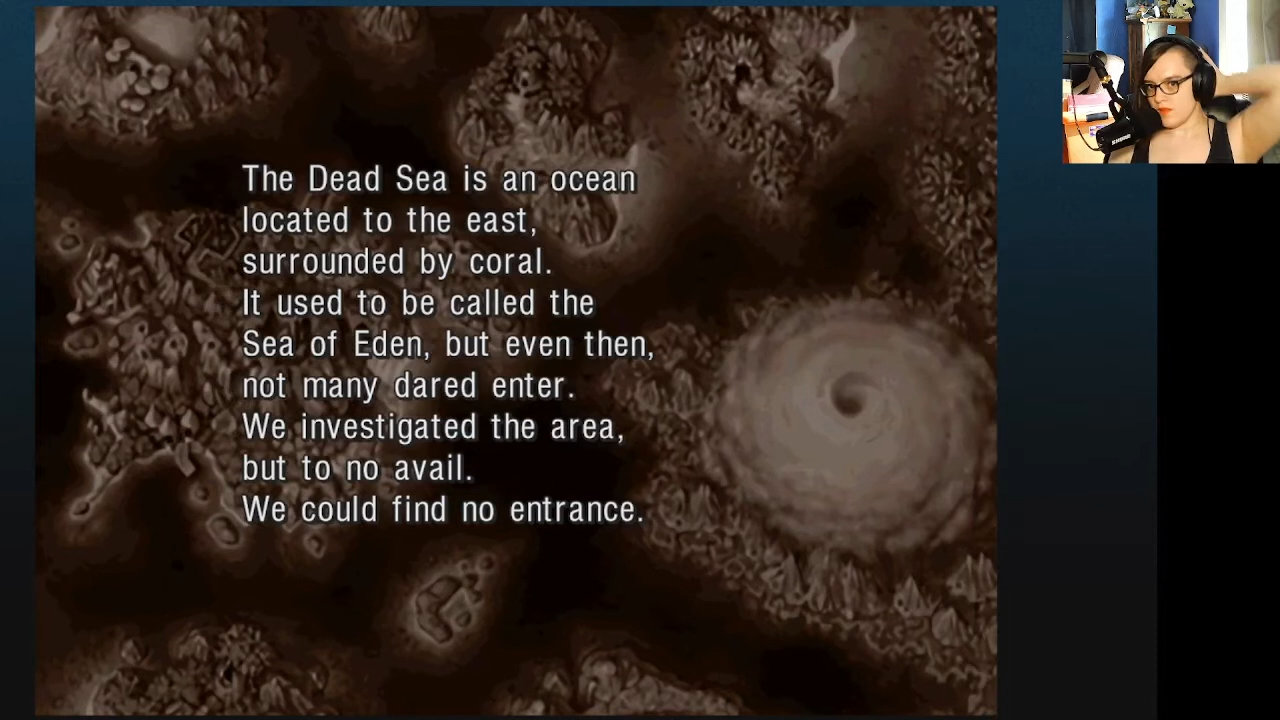 The Dead Sea is an ocean
located to the east,
surrounded by coral.
It used to be called the
Sea of Eden, but even then,
not many dared enter.
We investigated the area,
but to no avail.
We could find no entrance.
SHURE